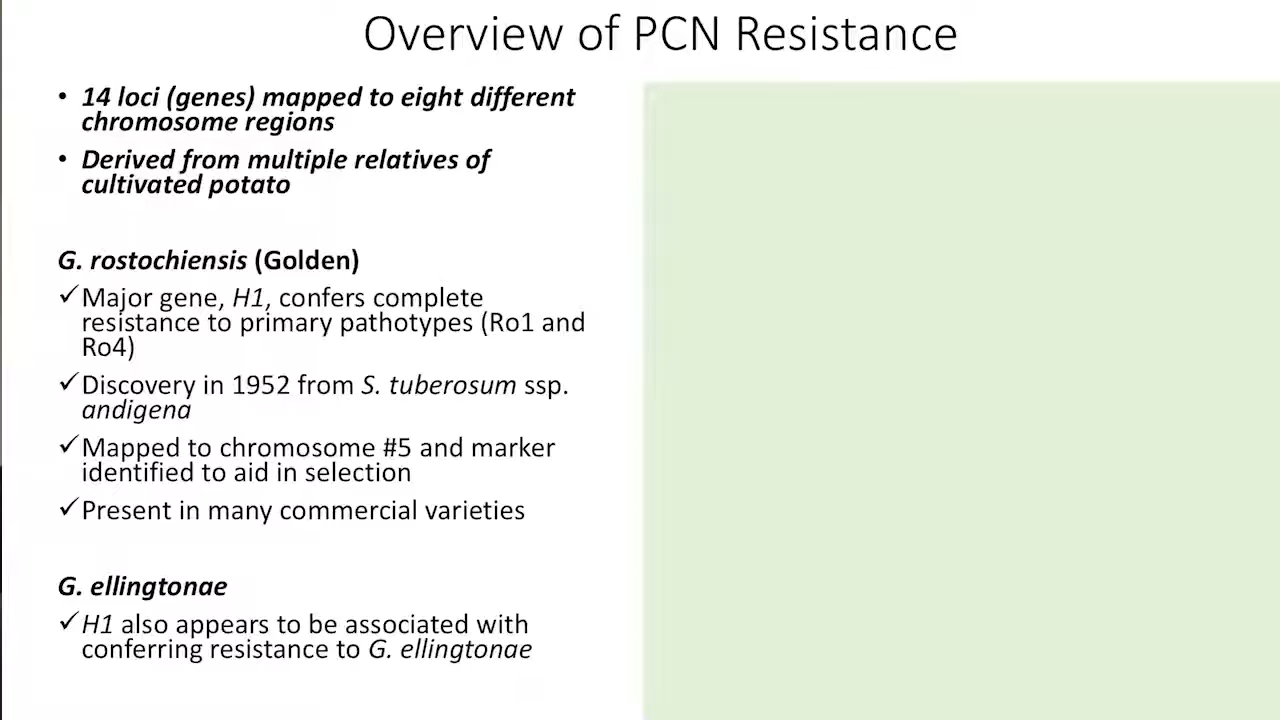 Overview of PCN Resistance
• 14 loci (genes) mapped to eight different
chromosome regions
• Derived from multiple relatives of
cultivated potato
G. rostochiensis (Golden)
✓Major gene, H1, confers complete
resistance to primary pathotypes (Ro1 and
Ro4)
✓Discovery in 1952 from S. tuberosum ssp.
andigena
✓Mapped to chromosome #5 and marker
identified to aid in selection
✓Present in many commercial varieties
G. ellingtonae
✓H1 also appears to be associated with
conferring resistance to G. ellingtonae